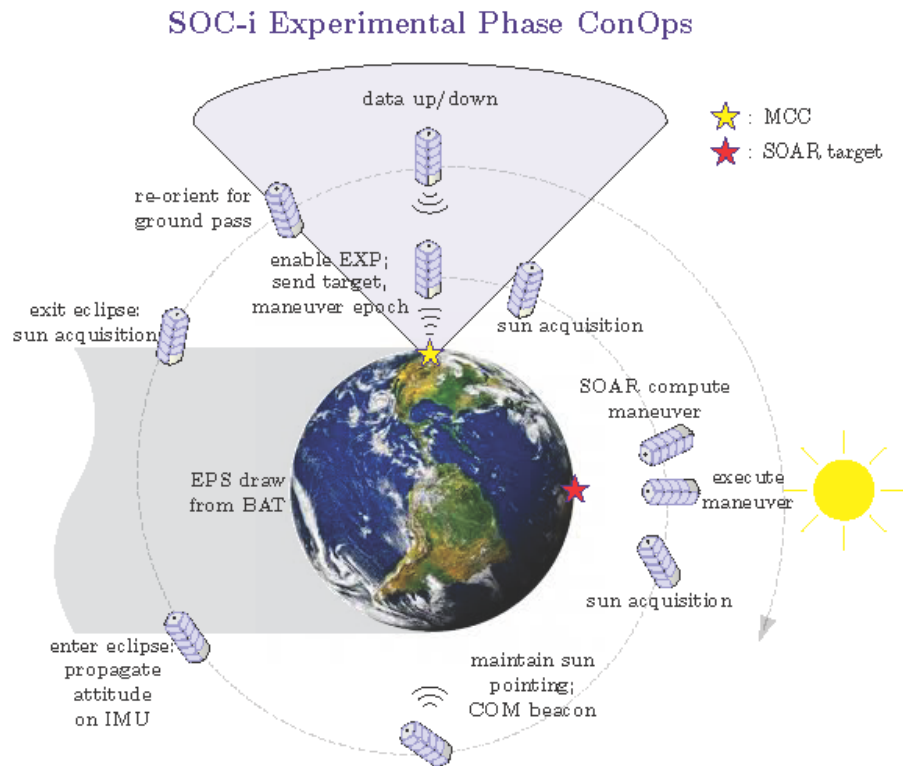 SOC-i Experimental Phase ConOps
data up/down
: MCC
: SOAR target
re-orient for
ground pass
enable EXP;
send target,
maneuver epoch
exit eclipse:
sun acquisition
sun acquisition
SOAR compute
maneuver
EPS draw
from BAT
execute
maneuver
sun acquisition
enter eclipse:
propagate
attitude
on IMU
maintain sun
pointing;
COM beacon